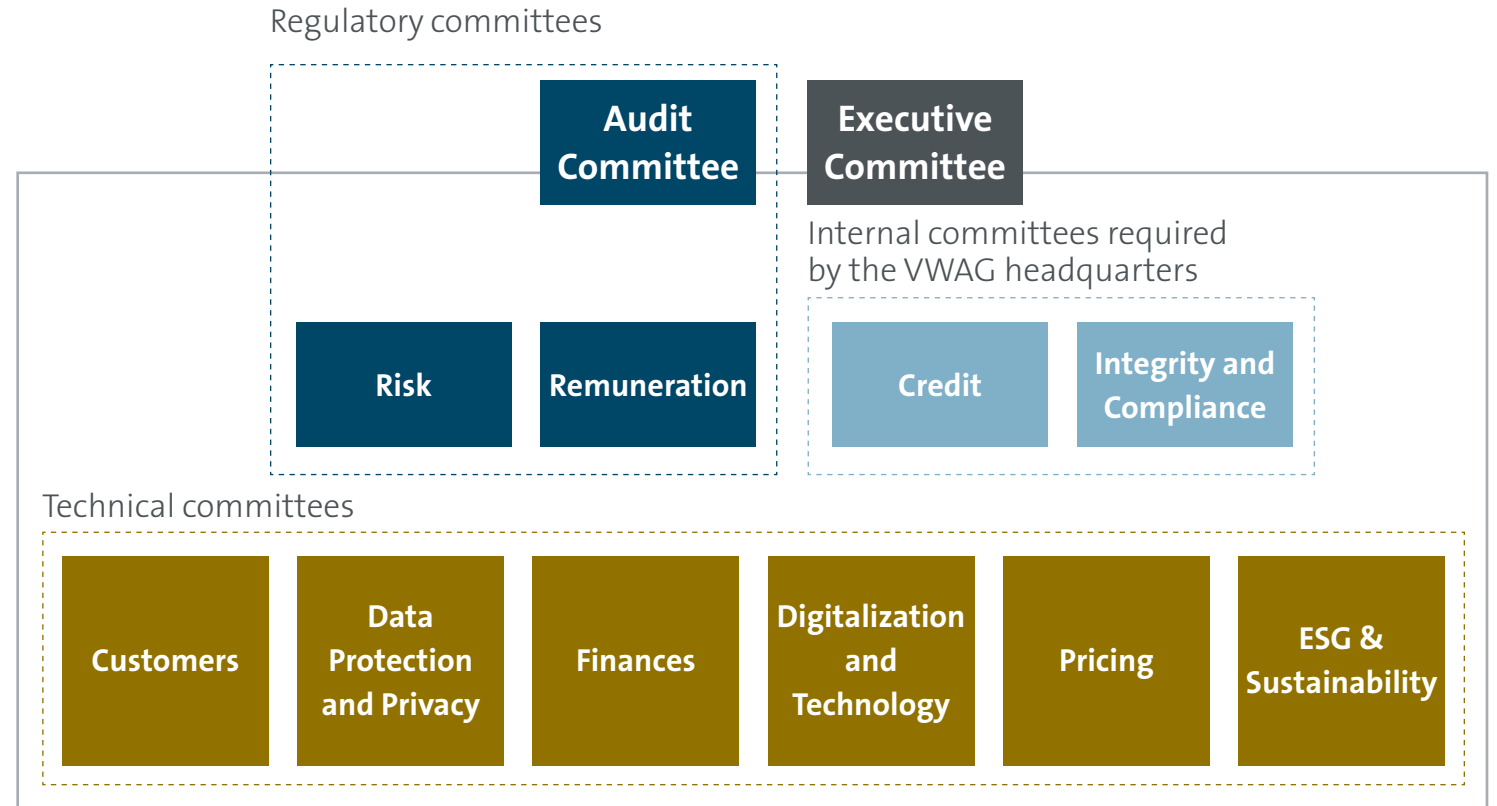 Regulatory committees
Audit
Committee
Executive
Committee
Internal committees required
by the VWAG headquarters
Risk
Remuneration
Credit
Integrity and
Compliance
Technical committees
Customers
Data
Protection
and Privacy
Finances
Digitalization
and
Technology
Pricing
ESG &
Sustainability